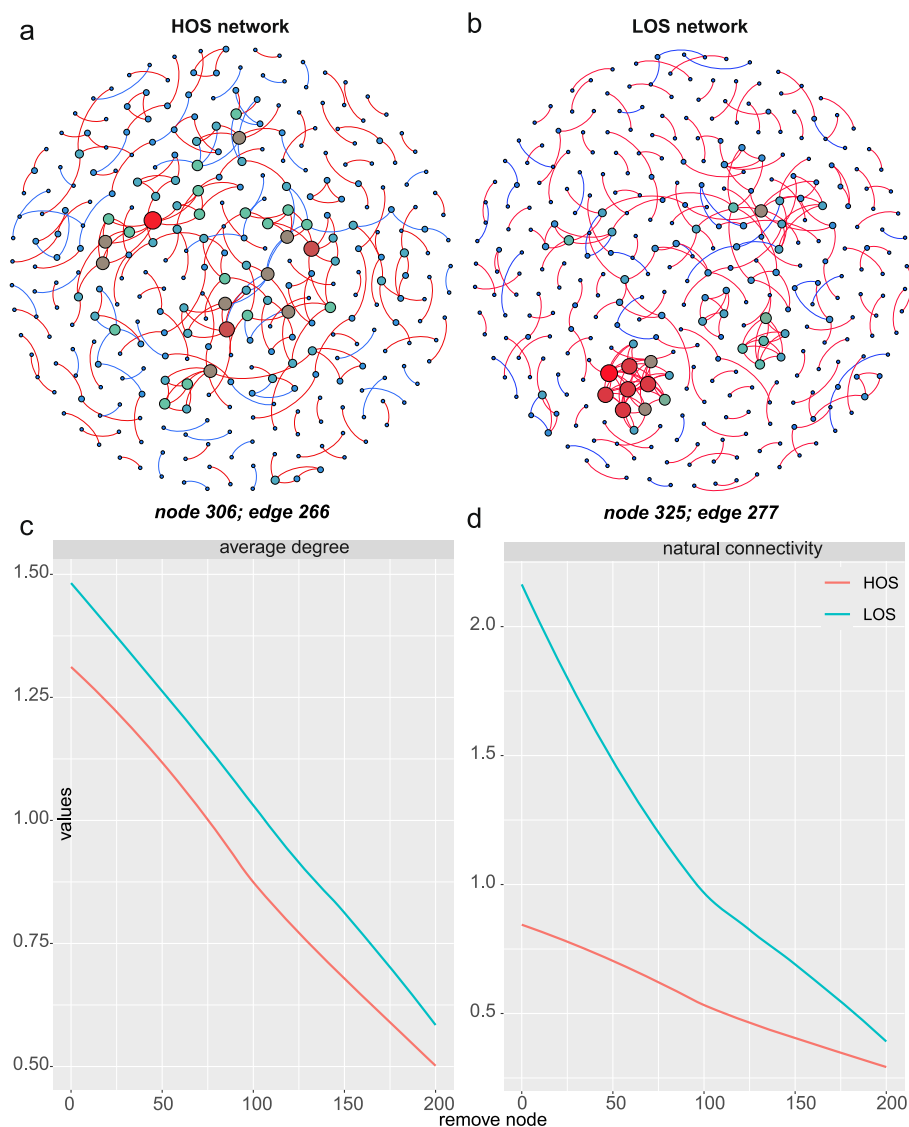 a
HOS network
b
LOS network
node 306; edge 266
node 325; edge 277
c
average degree
1.50
1.25
1.00
0.75
0.50
values
0
50
100
150
200
d
natural connectivity
HOS
LOS
2.0
1.5
1.0
0.5
0
50
100
150
200
remove node